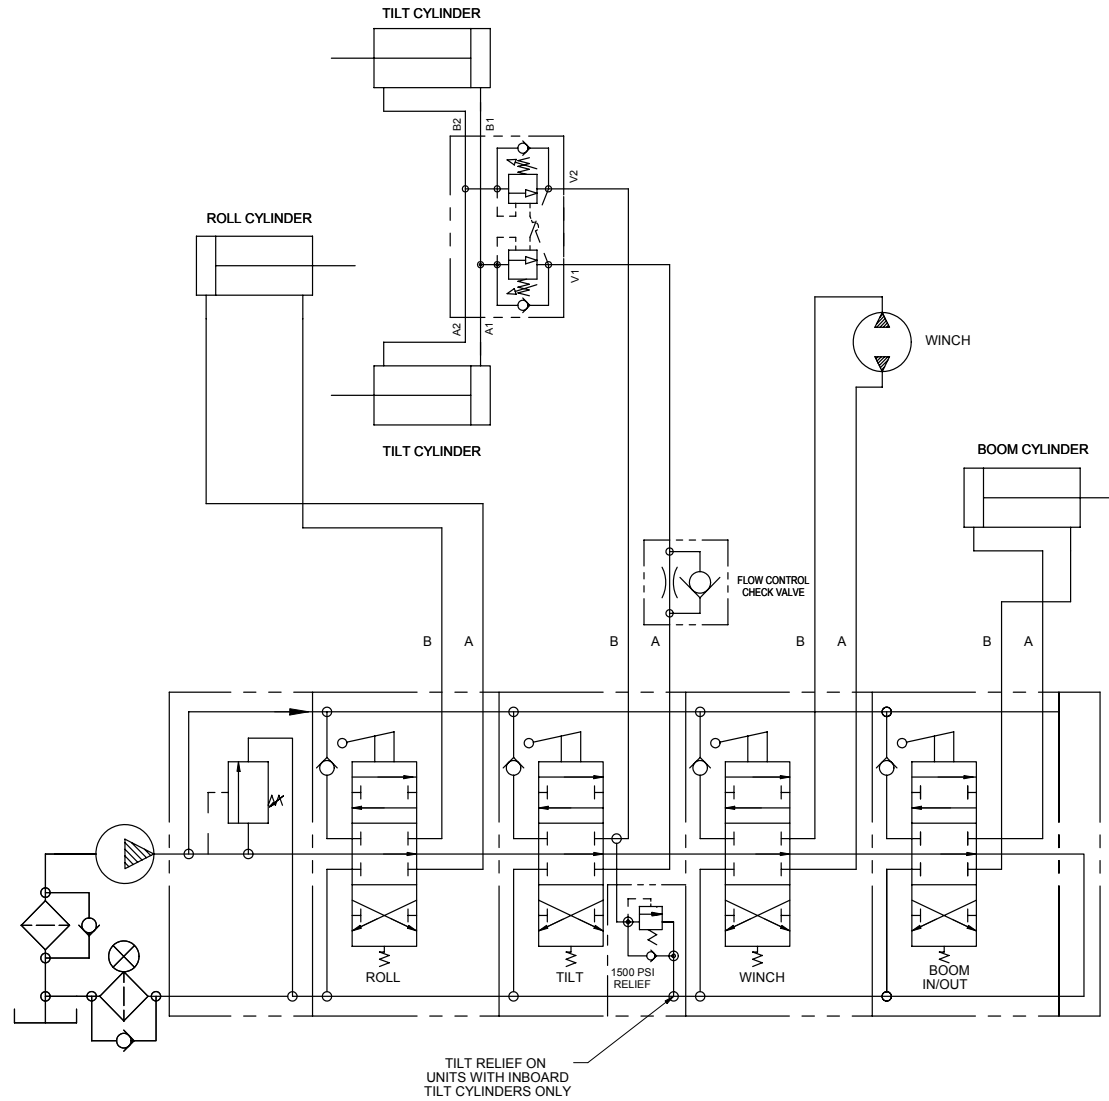 TILT CYLINDER
B2
B1
V2
ROLL CYLINDER
V1
A2
A1
WINCH
TILT CYLINDER
BOOM CYLINDER
FLOW CONTROL
CHECK VALVE
B
A
B
A
B
A
B
A
ROLL
TILT
1500 PSI
RELIEF
WINCH
BOOM
IN/OUT
TILT RELIEF ON
UNITS WITH INBOARD
TILT CYLINDERS ONLY